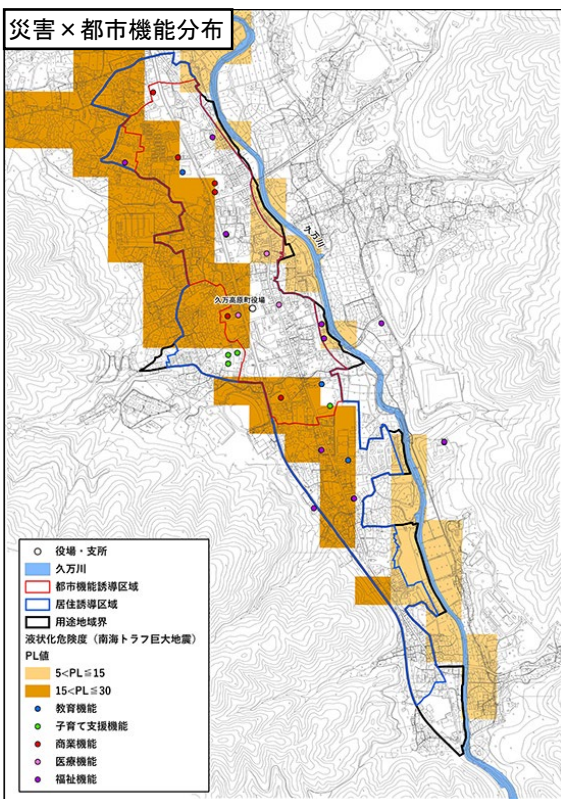 災害×都市機能分布
久万川
久万高原町役場
役場・支所
久万川
都市機能誘導区域
居住誘導区域
用途地域界
液状化危険度（南海トラフ巨大地震）
PL値
5<PL≦15
15<PL≦30
教育機能
子育て支援機能
商業機能
医療機能
福祉機能